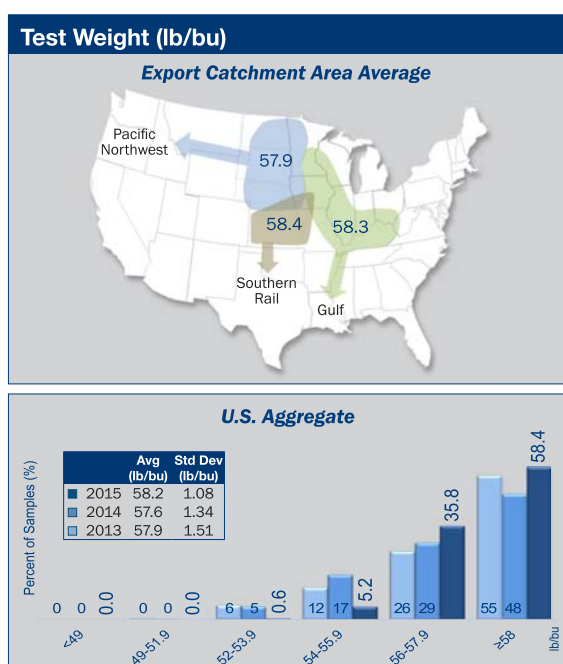 Test Weight (lb/bu)
Export Catchment Area Average
Pacific
Northwest
57.9
58.4
58.3
Southern
Rail
Gulf
U.S. Aggregate
Percent of Samples (%)
Avg Std Dev
(lb/bu) (lb/bu)
2015 58.2 1.08
2014 57.6 1.34
2013 57.9 1.51
0 0 0.0
0 0 0.0
6 5 0.6
12 17 5.2
26 29 35.8
55 48 58.4
<49
49-51.9
52-53.9
54-55.9
56-57.9
≥58
lb/bu